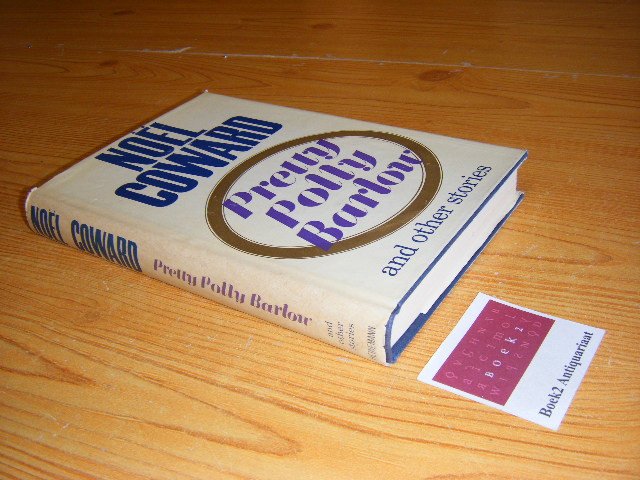 NOËL
COWARD
Pretty
Polly
Barlow
and other stories
NOËL COWARD
Pretty Polly Barlow
and
other
stories
BOEK2
Boek2 Antiquariaat